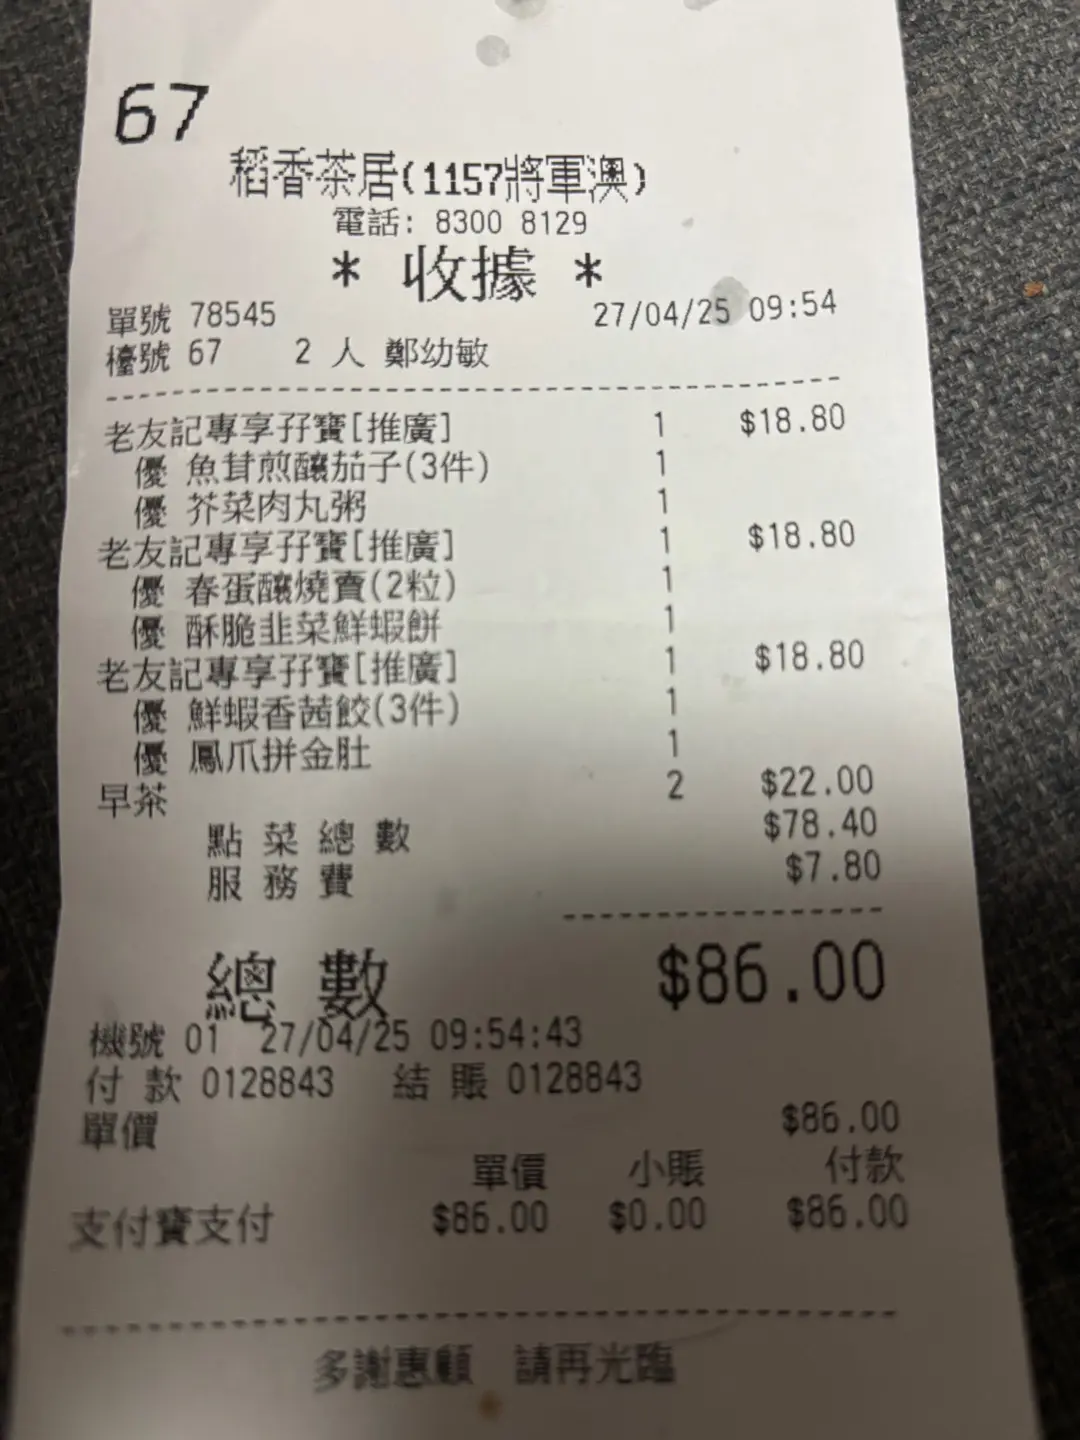 67
稻香茶居(1157將軍澳)
電話: 8300 8129
* 收據 *
單號 78545 27/04/25 09:54
檯號 67 2 人 鄭幼敏
老友記專享孖寶[推廣] 1 $18.80
優 魚茸煎釀茄子(3件) 1
優 芥菜肉丸粥 1
老友記專享孖寶[推廣] 1 $18.80
優 春蛋釀燒賣(2粒) 1
優 酥脆韭菜鮮蝦餅 1
老友記專享孖寶[推廣] 1 $18.80
優 鮮蝦香茜餃(3件) 1
優 鳳爪拼金肚 1
早茶 2 $22.00
點菜總數 $78.40
服務費 $7.80
總數 $86.00
機號 01 27/04/25 09:54:43
付款 0128843 結賬 0128843
單價 $86.00
單價 小賬 付款
支付寶支付 $86.00 $0.00 $86.00
多謝惠顧 請再光臨